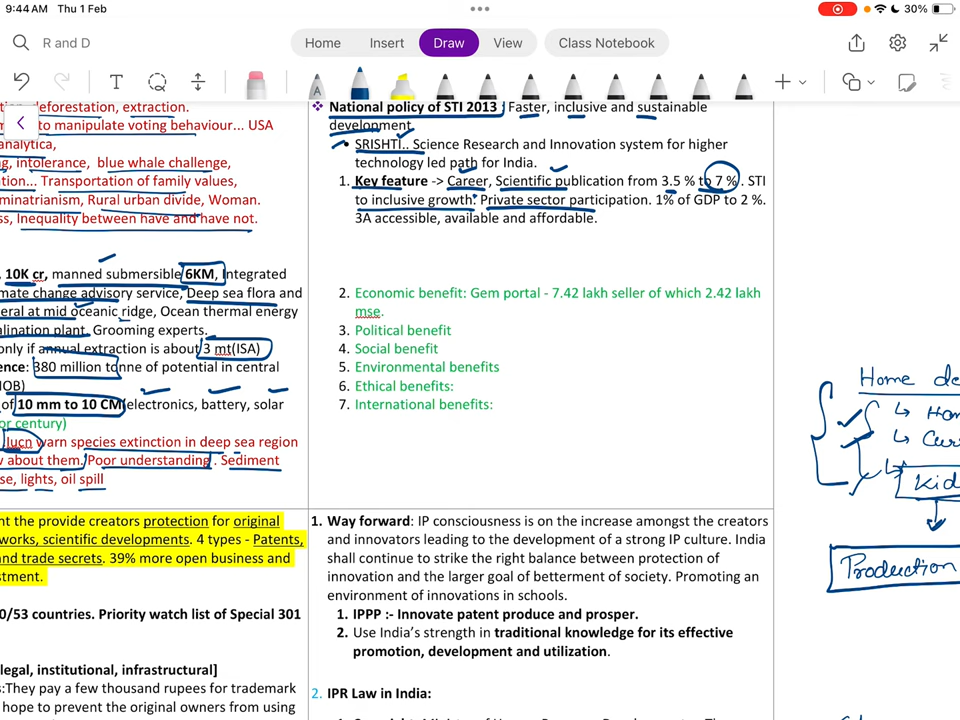 9:44 AM Thu 1 Feb
30%
R and D
Home Insert Draw View Class Notebook
deforestation, extraction.
to manipulate voting behaviour... USA
analytica,
intolerance, blue whale challenge,
Transportation of family values,
Rural urban divide, Woman.
Inequality between have and have not.
10K cr, manned submersible 6KM, Integrated
change advisory service, Deep sea flora and
at mid oceanic ridge, Ocean thermal energy
plant. Grooming experts.
only if annual extraction is about 3 mt(ISA)
380 million tonne of potential in central
of 10 mm to 10 CM electronics, battery, solar
or century)
Iucn warn species extinction in deep sea region
about them. Poor understanding . Sediment
lights, oil spill
the provide creators protection for original
works, scientific developments. 4 types - Patents,
and trade secrets. 39% more open business and
0/53 countries. Priority watch list of Special 301
legal, institutional, infrastructural]
They pay a few thousand rupees for trademark
hope to prevent the original owners from using
❖ National policy of STI 2013 : Faster, inclusive and sustainable
development
• SRISHTI.. Science Research and Innovation system for higher
technology led path for India.
1. Key feature -> Career, Scientific publication from 3.5 % to 7 % . STI
to inclusive growth. Private sector participation. 1% of GDP to 2 %.
3A accessible, available and affordable.
2. Economic benefit: Gem portal - 7.42 lakh seller of which 2.42 lakh
mse.
3. Political benefit
4. Social benefit
5. Environmental benefits
6. Ethical benefits:
7. International benefits:
1. Way forward: IP consciousness is on the increase amongst the creators
and innovators leading to the development of a strong IP culture. India
shall continue to strike the right balance between protection of
innovation and the larger goal of betterment of society. Promoting an
environment of innovations in schools.
1. IPPP :- Innovate patent produce and prosper.
2. Use India's strength in traditional knowledge for its effective
promotion, development and utilization.
2. IPR Law in India:
Home
Production